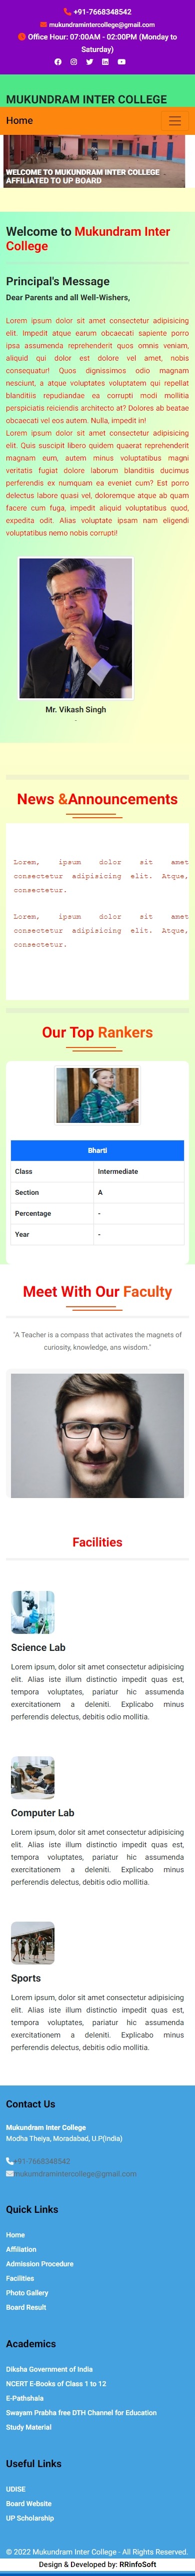 +91-7668348542
mukundramintercollege@gmail.com
Office Hour: 07:00AM - 02:00PM (Monday to
Saturday)
MUKUNDRAM INTER COLLEGE
Home
WELCOME TO MUKUNDRAM INTER COLLEGE
AFFILIATED TO UP BOARD
Welcome to Mukundram Inter
College
Principal's Message
Dear Parents and all Well-Wishers,
Lorem ipsum dolor sit amet consectetur adipisicing
elit. Impedit atque earum obcaecati sapiente porro
ipsa assumenda reprehenderit quos omnis veniam,
aliquid qui dolor est dolore vel amet, nobis
consequatur! Quos dignissimos odio magnam
nesciunt, a atque voluptates voluptatem qui repellat
blanditiis repudiandae ea corrupti modi mollitia
perspiciatis reiciendis architecto at? Dolores ab beatae
obcaecati vel eos autem. Nulla, impedit in!
Lorem ipsum dolor sit amet consectetur adipisicing
elit. Quis suscipit libero quidem quaerat reprehenderit
magnam eum, autem minus voluptatibus magni
veritatis fugiat dolore laborum blanditiis ducimus
perferendis ex numquam ea eveniet cum? Est porro
delectus labore quasi vel, doloremque atque ab quam
facere cum fuga, impedit aliquid voluptatibus quod,
expedita odit. Alias voluptate ipsam nam eligendi
voluptatibus nemo nobis corrupti!
Mr. Vikash Singh
-
News &Announcements
Lorem, ipsum dolor sit amet
consectetur adipisicing elit. Atque,
consectetur.
Lorem, ipsum dolor sit amet
consectetur adipisicing elit. Atque,
consectetur.
Our Top Rankers
Bharti
Class Intermediate
Section A
Percentage -
Year -
Meet With Our Faculty
"A Teacher is a compass that activates the magnets of
curiosity, knowledge, ans wisdom."
Facilities
Science Lab
Lorem ipsum, dolor sit amet consectetur adipisicing
elit. Alias iste illum distinctio impedit quas est,
tempora voluptates, pariatur hic assumenda
exercitationem a deleniti. Explicabo minus
perferendis delectus, debitis odio mollitia.
Computer Lab
Lorem ipsum, dolor sit amet consectetur adipisicing
elit. Alias iste illum distinctio impedit quas est,
tempora voluptates, pariatur hic assumenda
exercitationem a deleniti. Explicabo minus
perferendis delectus, debitis odio mollitia.
Sports
Lorem ipsum, dolor sit amet consectetur adipisicing
elit. Alias iste illum distinctio impedit quas est,
tempora voluptates, pariatur hic assumenda
exercitationem a deleniti. Explicabo minus
perferendis delectus, debitis odio mollitia.
Contact Us
Mukundram Inter College
Modha Theiya, Moradabad, U.P(India)
+91-7668348542
mukumdramintercollege@gmail.com
Quick Links
Home
Affiliation
Admission Procedure
Facilities
Photo Gallery
Board Result
Academics
Diksha Government of India
NCERT E-Books of Class 1 to 12
E-Pathshala
Swayam Prabha free DTH Channel for Education
Study Material
Useful Links
UDISE
Board Website
UP Scholarship
© 2022 Mukundram Inter College - All Rights Reserved.
Design & Developed by: RRinfoSoft